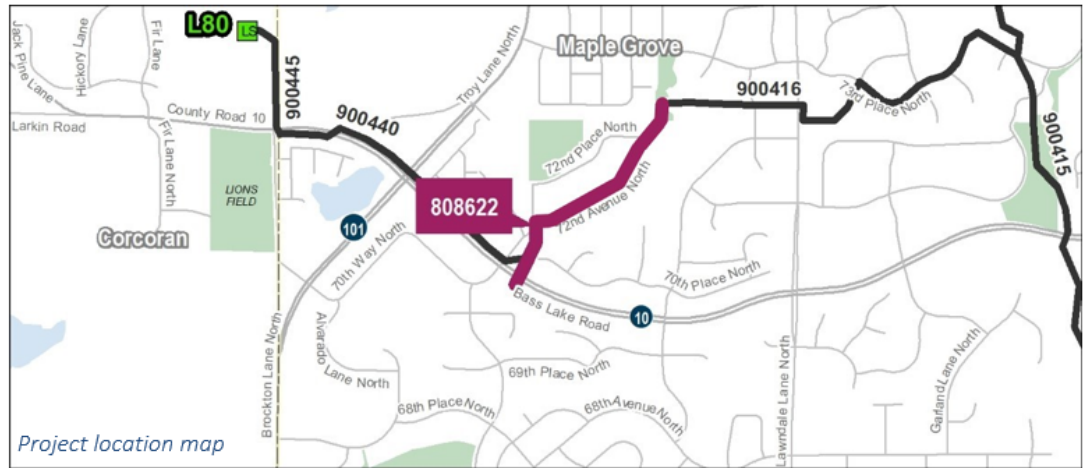 L80
LS
Jack Pine Lane
Hickory Lane
Fir Lane
900445
Troy Lane North
Maple Grove
County Road 10
Larkin Road
900440
900416
73rd Place North
900415
Fir Lane North
LIONS
FIELD
72nd Place North
808622
72nd Avenue North
101
Corcoran
70th Way North
70th Place North
Bass Lake Road
10
Brockton Lane North
Alvarado Lane North
69th Place North
68th Place North
68th Avenue North
Lawndale Lane North
Garland Lane North
Project location map